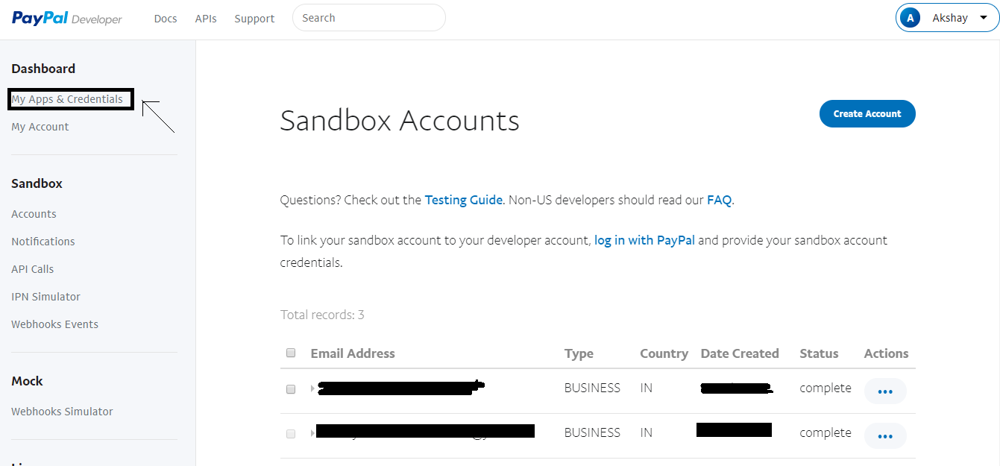 PayPal Developer
Docs
APIs
Support
Search
A
Akshay
Dashboard
My Apps & Credentials
My Account
Sandbox
Accounts
Notifications
API Calls
IPN Simulator
Webhooks Events
Mock
Webhooks Simulator
Sandbox Accounts
Create Account
Questions? Check out the Testing Guide. Non-US developers should read our FAQ.
To link your sandbox account to your developer account, log in with PayPal and provide your sandbox account
credentials.
Total records: 3
Email Address Type Country Date Created Status Actions
BUSINESS IN complete
BUSINESS IN complete